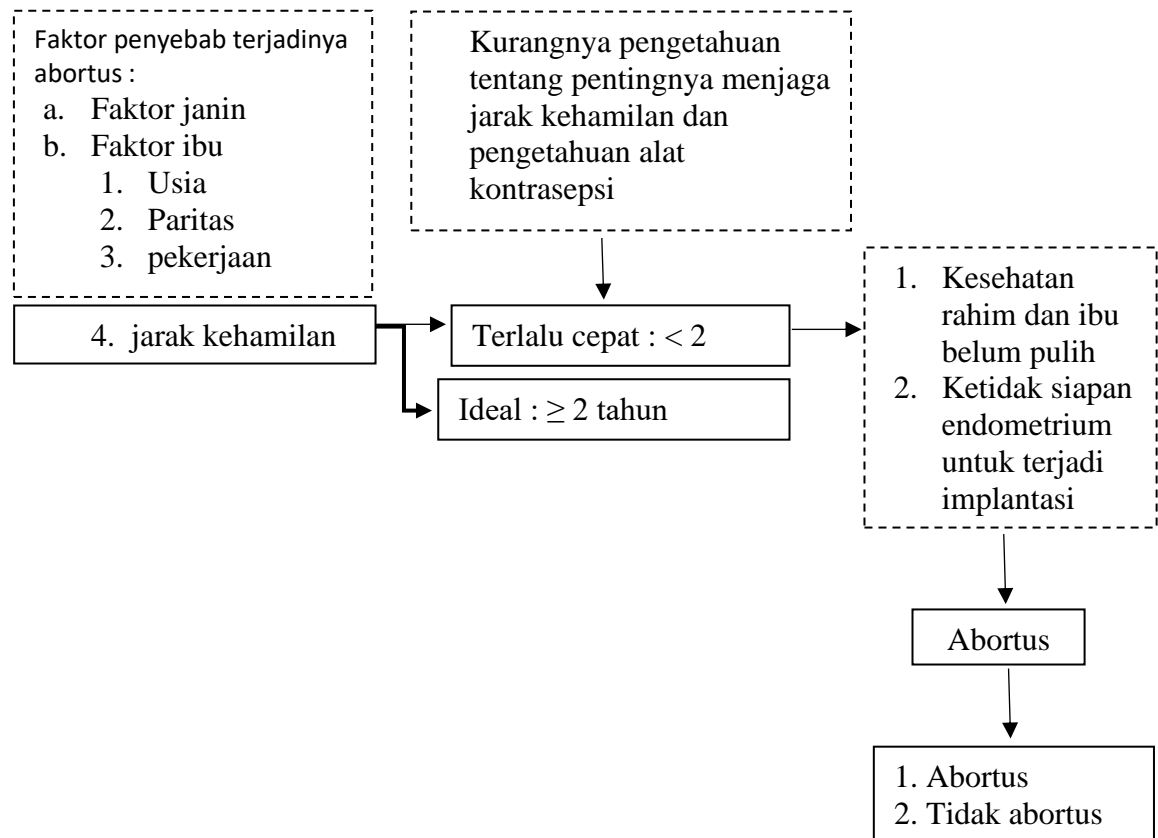 Faktor penyebab terjadinya
abortus :
a. Faktor janin
b. Faktor ibu
1. Usia
2. Paritas
3. pekerjaan
4. jarak kehamilan
Kurangnya pengetahuan
tentang pentingnya menjaga
jarak kehamilan dan
pengetahuan alat
kontrasepsi
Terlalu cepat : < 2
Ideal : ≥ 2 tahun
1. Kesehatan
rahim dan ibu
belum pulih
2. Ketidak siapan
endometrium
untuk terjadi
implantasi
Abortus
1. Abortus
2. Tidak abortus